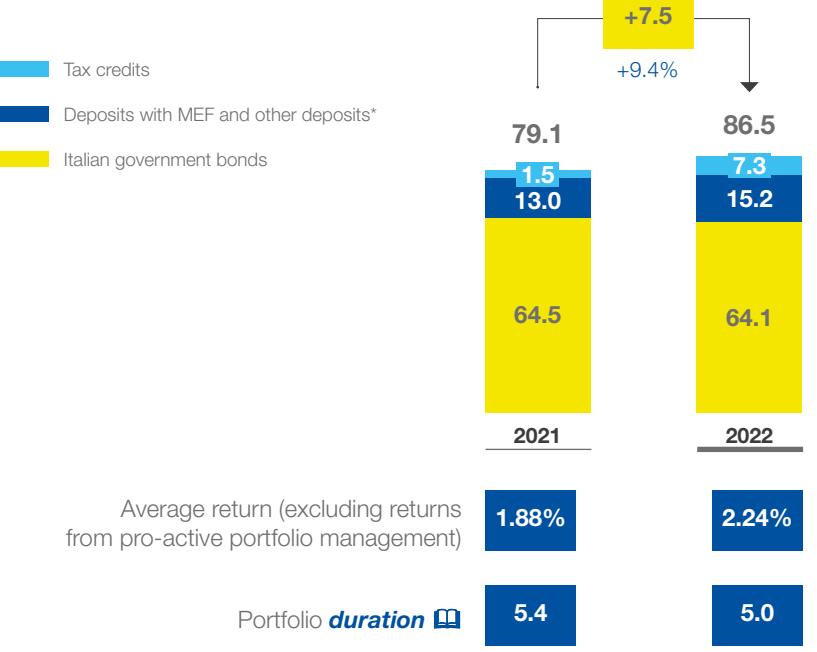 +7.5
+9.4%
Tax credits
Deposits with MEF and other deposits*
Italian government bonds
79.1
86.5
1.5
7.3
13.0
15.2
64.5
64.1
2021
2022
Average return (excluding returns
from pro-active portfolio management)
1.88%
2.24%
Portfolio duration
5.4
5.0